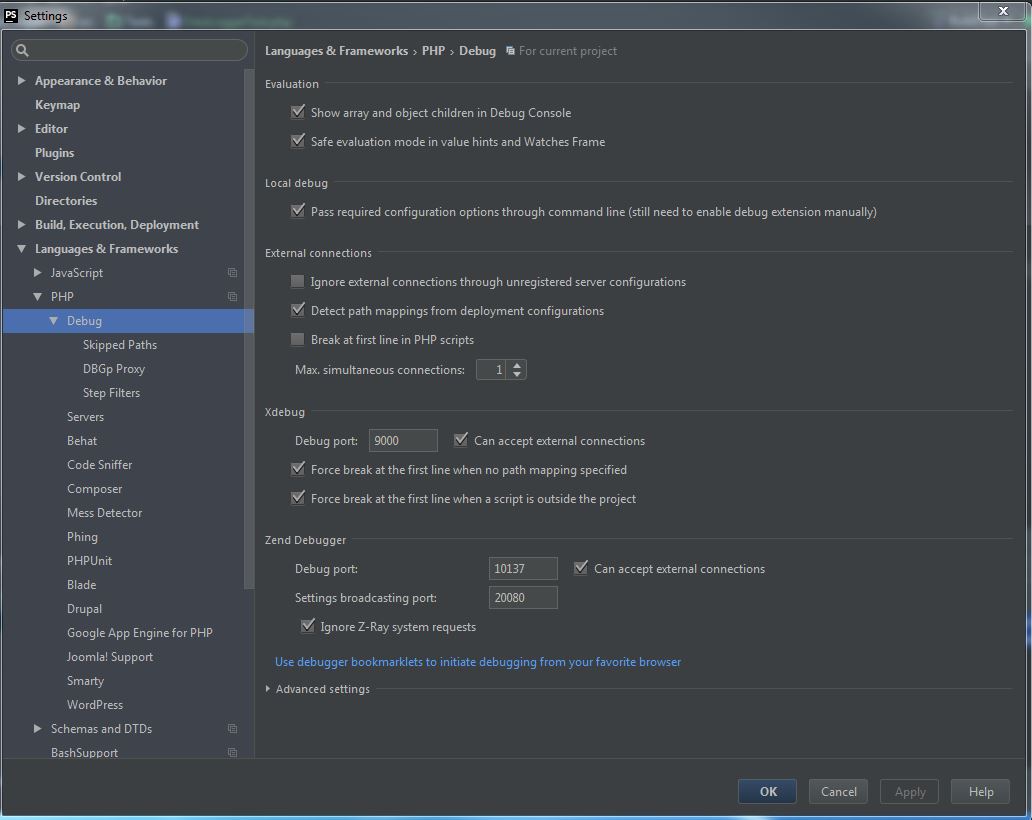 PS Settings
Appearance & Behavior
Keymap
Editor
Plugins
Version Control
Directories
Build, Execution, Deployment
Languages & Frameworks
JavaScript
PHP
Debug
Skipped Paths
DBGp Proxy
Step Filters
Servers
Behat
Code Sniffer
Composer
Mess Detector
Phing
PHPUnit
Blade
Drupal
Google App Engine for PHP
Joomla! Support
Smarty
WordPress
Schemas and DTDs
BashSupport
Languages & Frameworks › PHP › Debug For current project
Evaluation
Show array and object children in Debug Console
Safe evaluation mode in value hints and Watches Frame
Local debug
Pass required configuration options through command line (still need to enable debug extension manually)
External connections
Ignore external connections through unregistered server configurations
Detect path mappings from deployment configurations
Break at first line in PHP scripts
Max. simultaneous connections: 1
Xdebug
Debug port: 9000 Can accept external connections
Force break at the first line when no path mapping specified
Force break at the first line when a script is outside the project
Zend Debugger
Debug port: 10137 Can accept external connections
Settings broadcasting port: 20080
Ignore Z-Ray system requests
Use debugger bookmarklets to initiate debugging from your favorite browser
Advanced settings
OK Cancel Apply Help